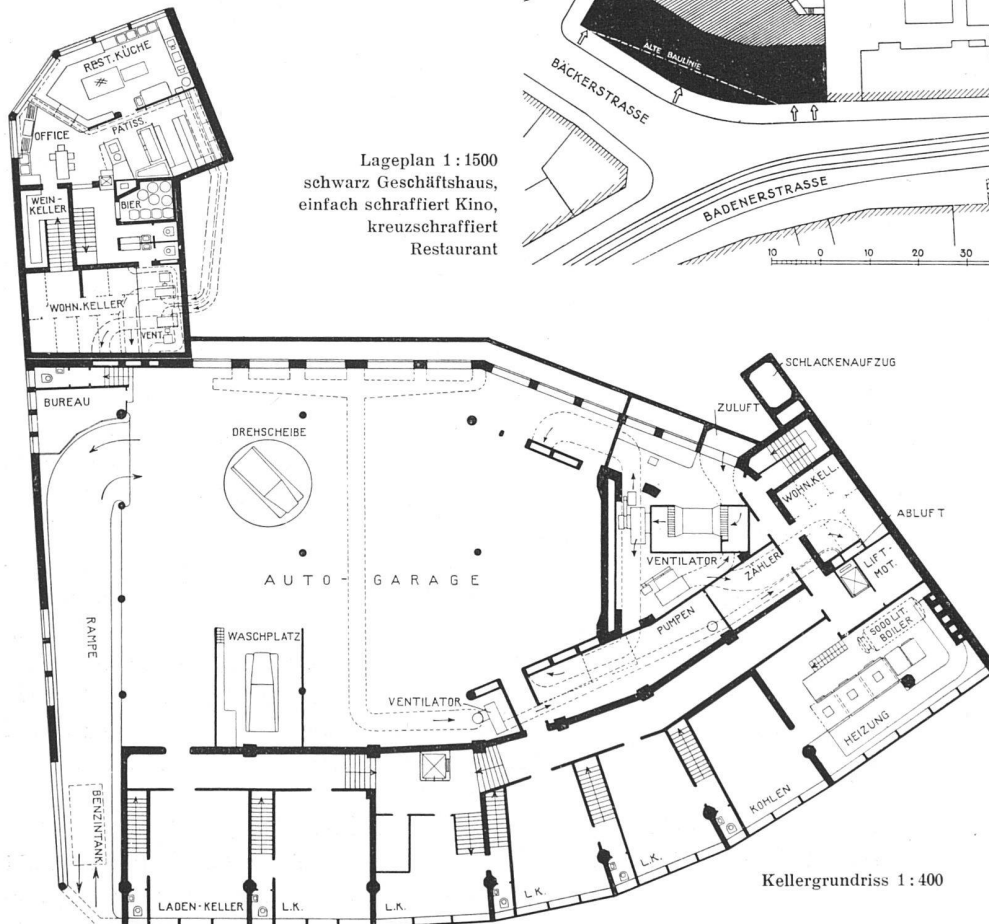 REST. KÜCHE
OFFICE
PATISS.
WEIN-
KELLER
BIER
WOHN. KELLER
VENT.
Lageplan 1 : 1500
schwarz Geschäftshaus,
einfach schraffiert Kino,
kreuzschraffiert
Restaurant
ALTE BAULINIE
BÄCKERSTRASSE
BADENERSTRASSE
10 0 10 20 30
BUREAU
DREHSCHEIBE
AUTO - GARAGE
RAMPE
WASCHPLATZ
VENTILATOR
BENZINTANK
SCHLACKENAUFZUG
ZULUFT
WOHN. KELL.
ABLUFT
VENTILATOR
ZÄHLER
LIFT-
MOT.
PUMPEN
5000 LIT.
BOILER
HEIZUNG
KOHLEN
LADEN-KELLER
L.K.
L.K.
L.K.
L.K.
Kellergrundriss 1 : 400